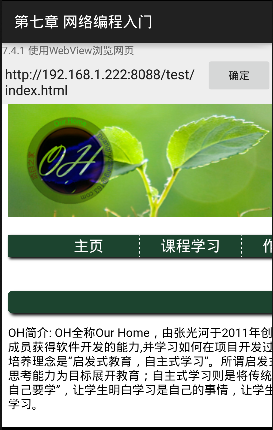 第七章 网络编程入门
7.4.1 使用WebView浏览网页
http://192.168.1.222:8088/test/
index.html
确定
OH
主页 课程学习
OH简介: OH全称Our Home，由张光河于2011年创
成员获得软件开发的能力,并学习如何在项目开发过
培养理念是“启发式教育，自主式学习”。所谓启发式
思考能力为目标展开教育；自主式学习则是将传统
自己要学”，让学生明白学习是自己的事情，让学生
学习。